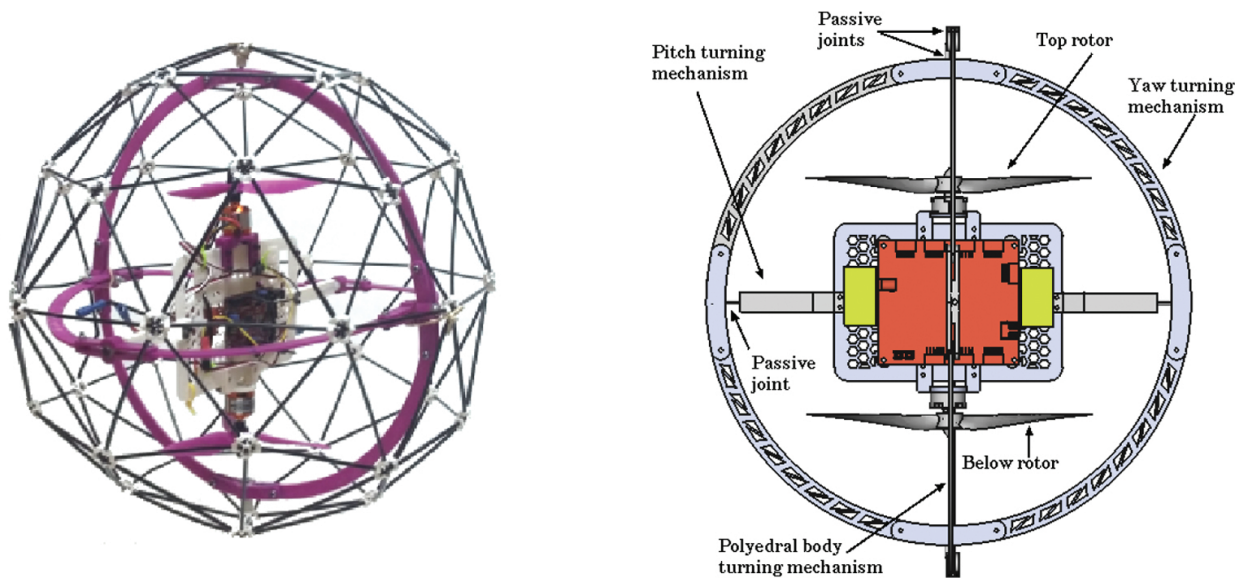 Passive
joints
Pitch turning
mechanism
Top rotor
Yaw turning
mechanism
Passive
joint
Below rotor
Polyedral body
turning mechanism